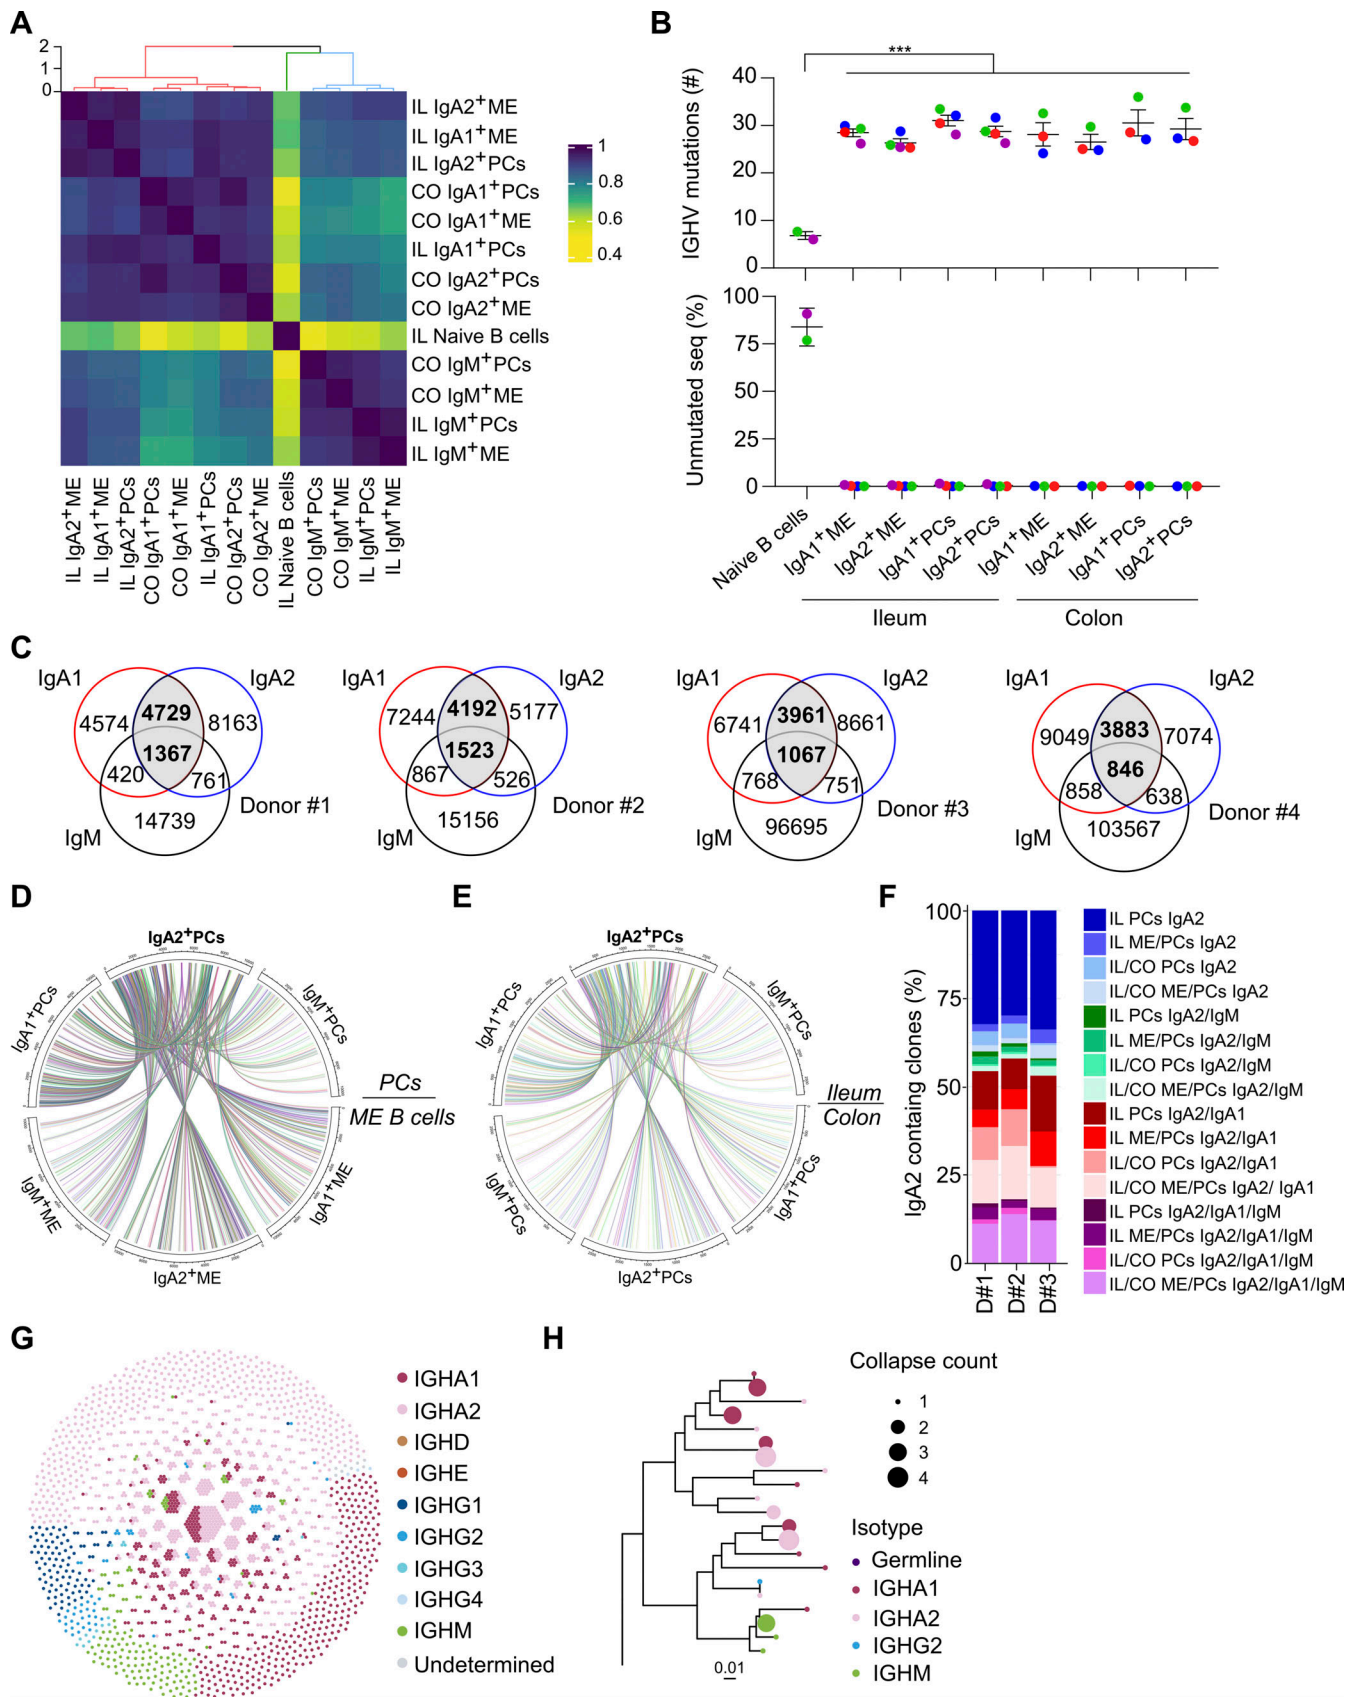 A
2
1
0
IL IgA2+ME
IL IgA1+ME
IL IgA2+PCs
CO IgA1+PCs
CO IgA1+ME
IL IgA1+PCs
CO IgA2+PCs
CO IgA2+ME
IL Naive B cells
CO IgM+PCs
CO IgM+ME
IL IgM+PCs
IL IgM+ME
1
0.8
0.6
0.4
IL IgA2+ME
IL IgA1+ME
IL IgA2+PCs
CO IgA1+PCs
CO IgA1+ME
IL IgA1+PCs
CO IgA2+PCs
CO IgA2+ME
IL Naive B cells
CO IgM+PCs
CO IgM+ME
IL IgM+PCs
IL IgM+ME
B
***
IGHV mutations (#)
40
30
20
10
0
Unmutated seq (%)
100
75
50
25
0
Naive B cells
IgA1+ME
IgA2+ME
IgA1+PCs
IgA2+PCs
IgA1+ME
IgA2+ME
IgA1+PCs
IgA2+PCs
Ileum
Colon
C
IgA1
IgA2
4574
4729
8163
1367
420
761
Donor #1
IgM
14739
IgA1
IgA2
7244
4192
5177
1523
867
526
Donor #2
IgM
15156
IgA1
IgA2
6741
3961
8661
1067
768
751
Donor #3
IgM
96695
IgA1
IgA2
9049
3883
7074
846
858
638
Donor #4
IgM
103567
D
IgA2+PCs
IgA1+PCs
IgM+PCs
PCs
ME B cells
IgM+ME
IgA1+ME
IgA2+ME
E
IgA2+PCs
IgA1+PCs
IgM+PCs
Ileum
Colon
IgM+PCs
IgA1+PCs
IgA2+PCs
F
IgA2 containg clones (%)
100
75
50
25
0
D#1
D#2
D#3
IL PCs IgA2
IL ME/PCs IgA2
IL/CO PCs IgA2
IL/CO ME/PCs IgA2
IL PCs IgA2/IgM
IL ME/PCs IgA2/IgM
IL/CO PCs IgA2/IgM
IL/CO ME/PCs IgA2/IgM
IL PCs IgA2/IgA1
IL ME/PCs IgA2/IgA1
IL/CO PCs IgA2/IgA1
IL/CO ME/PCs IgA2/ IgA1
IL PCs IgA2/IgA1/IgM
IL ME/PCs IgA2/IgA1/IgM
IL/CO PCs IgA2/IgA1/IgM
IL/CO ME/PCs IgA2/IgA1/IgM
G
IGHA1
IGHA2
IGHD
IGHE
IGHG1
IGHG2
IGHG3
IGHG4
IGHM
Undetermined
H
0.01
Collapse count
1
2
3
4
Isotype
Germline
IGHA1
IGHA2
IGHG2
IGHM